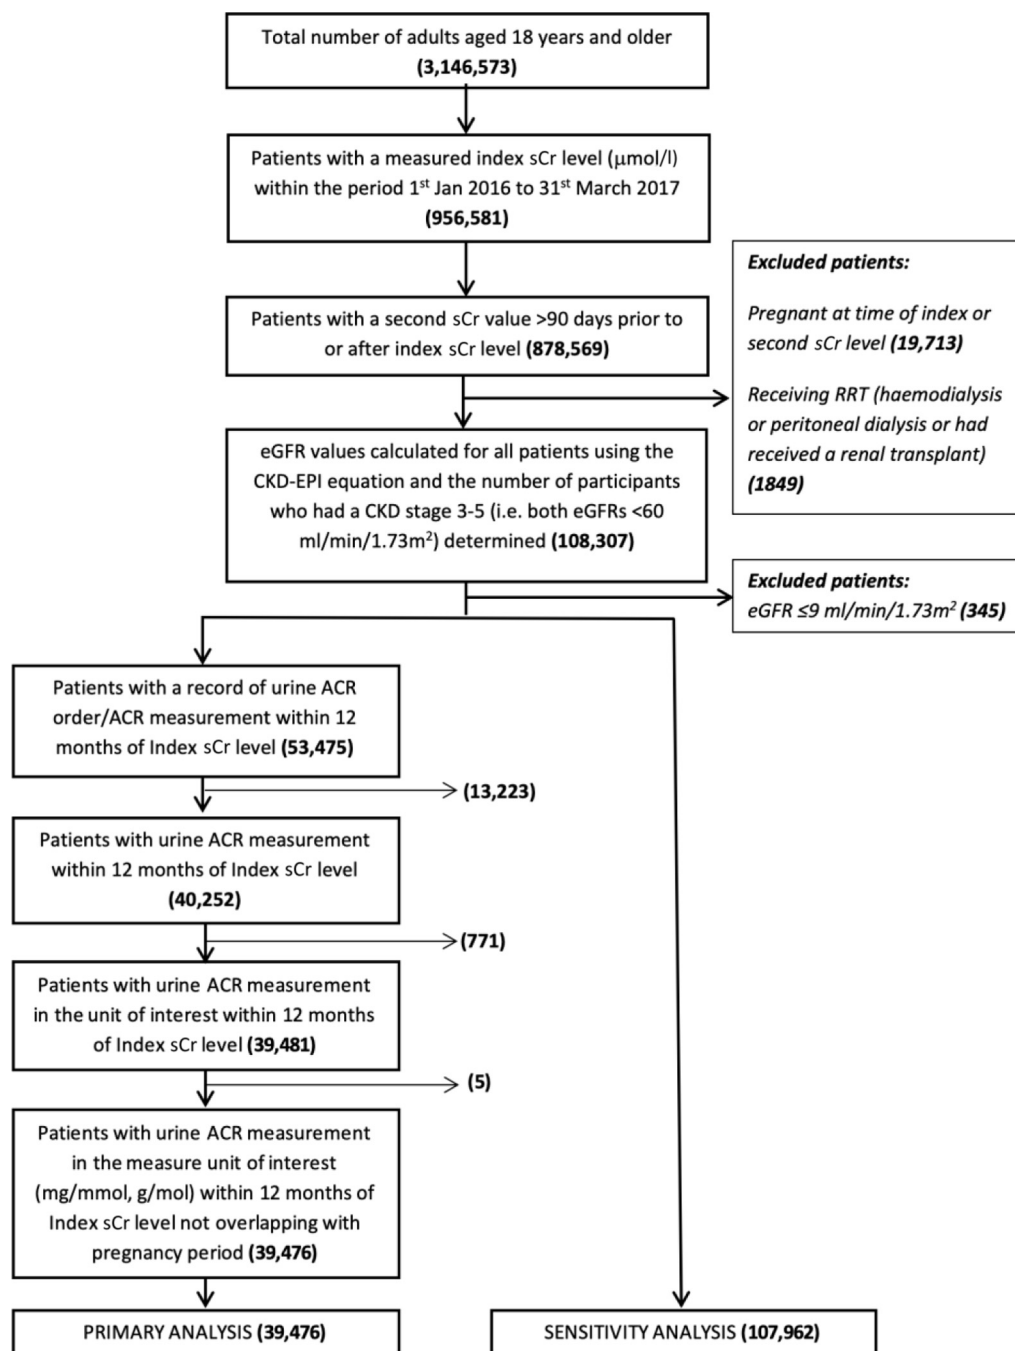 Total number of adults aged 18 years and older
(3,146,573)
Patients with a measured index sCr level (μmol/l)
within the period 1st Jan 2016 to 31st March 2017
(956,581)
Patients with a second sCr value >90 days prior to
or after index sCr level (878,569)
Excluded patients:
Pregnant at time of index or
second sCr level (19,713)
Receiving RRT (haemodialysis
or peritoneal dialysis or had
received a renal transplant)
(1849)
eGFR values calculated for all patients using the
CKD-EPI equation and the number of participants
who had a CKD stage 3-5 (i.e. both eGFRs <60
ml/min/1.73m²) determined (108,307)
Excluded patients:
eGFR ≤9 ml/min/1.73m² (345)
Patients with a record of urine ACR
order/ACR measurement within 12
months of Index sCr level (53,475)
(13,223)
Patients with urine ACR measurement
within 12 months of Index sCr level
(40,252)
(771)
Patients with urine ACR measurement
in the unit of interest within 12 months
of Index sCr level (39,481)
(5)
Patients with urine ACR measurement
in the measure unit of interest
(mg/mmol, g/mol) within 12 months of
Index sCr level not overlapping with
pregnancy period (39,476)
PRIMARY ANALYSIS (39,476)
SENSITIVITY ANALYSIS (107,962)